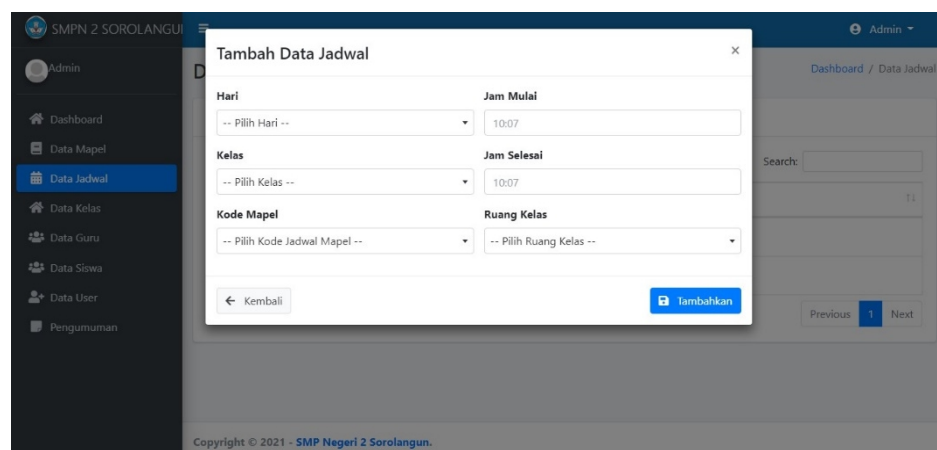 SMPN 2 SOROLANGUI
Admin
Admin
Dashboard
Data Mapel
Data Jadwal
Data Kelas
Data Guru
Data Siswa
Data User
Pengumuman
D
Dashboard / Data Jadwal
Tambah Data Jadwal
×
Hari
Jam Mulai
-- Pilih Hari --
10:07
Kelas
Jam Selesai
-- Pilih Kelas --
10:07
Kode Mapel
Ruang Kelas
-- Pilih Kode Jadwal Mapel --
-- Pilih Ruang Kelas --
← Kembali
Tambahkan
Search:
Previous 1 Next
Copyright © 2021 - SMP Negeri 2 Sorolangun.